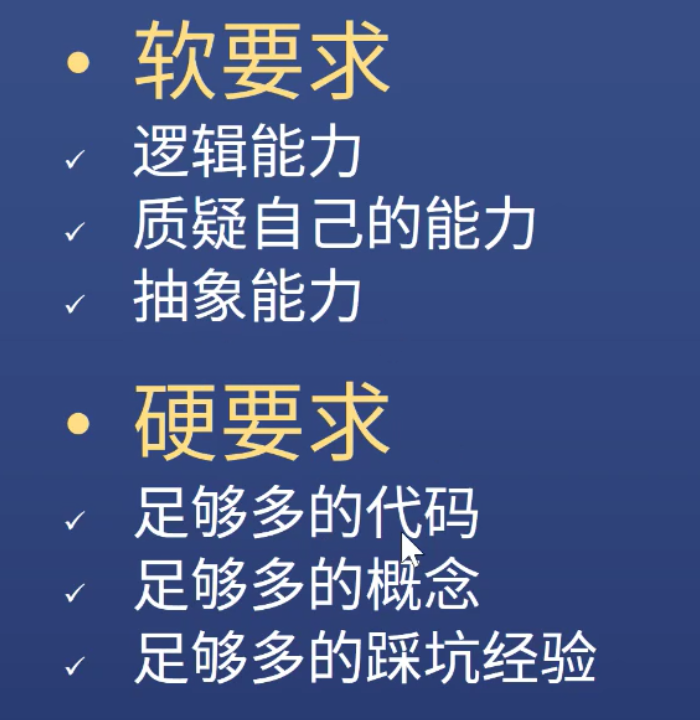 • 软要求
✓ 逻辑能力
✓ 质疑自己的能力
✓ 抽象能力
• 硬要求
✓ 足够多的代码
✓ 足够多的概念
✓ 足够多的踩坑经验